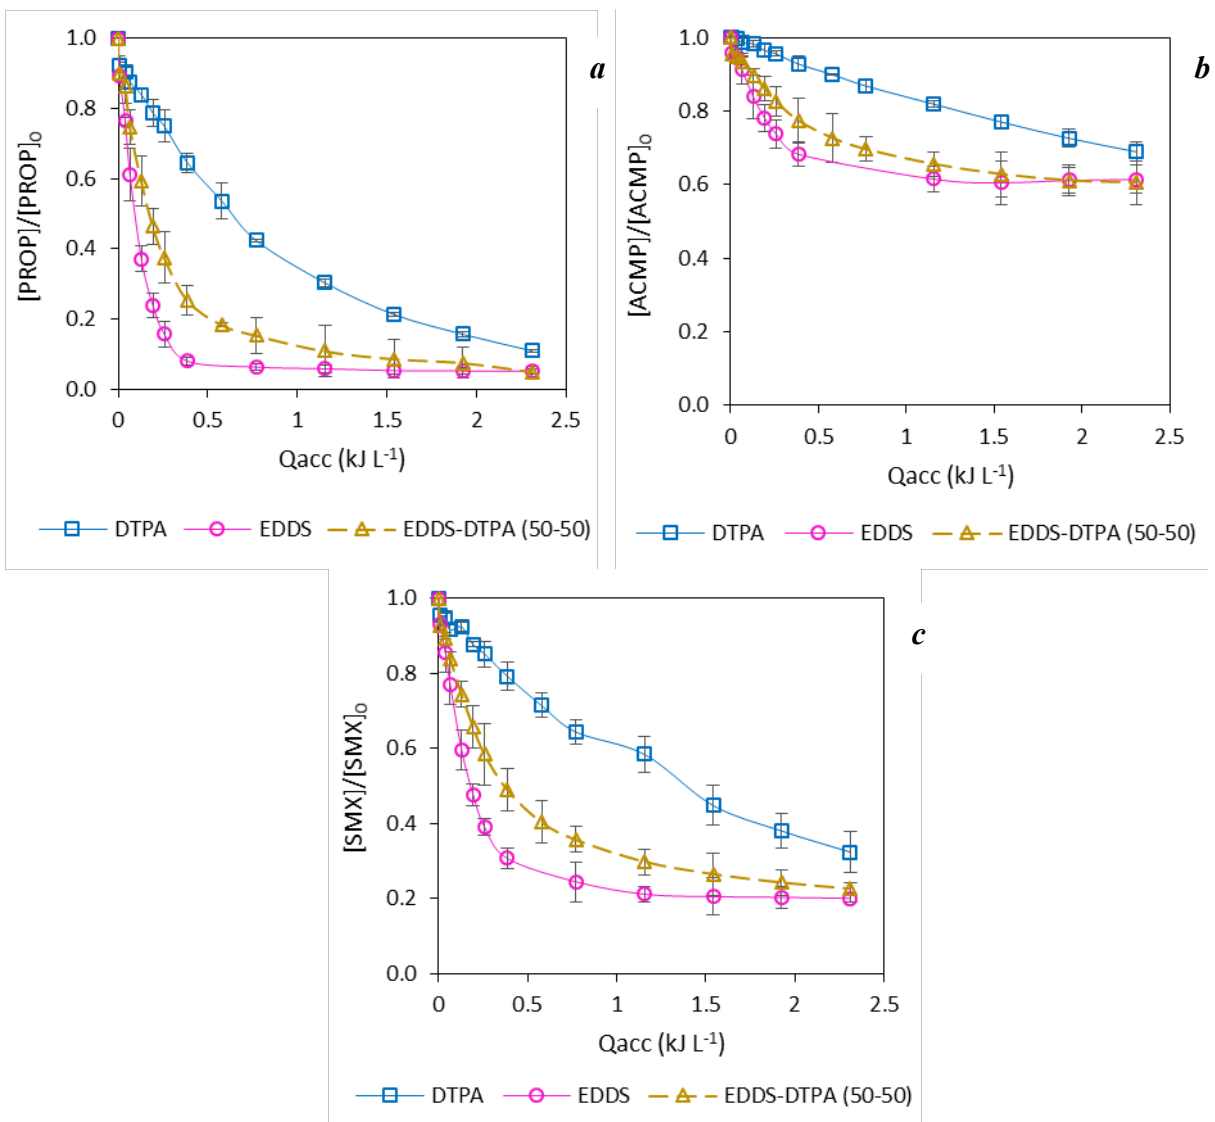 a
[PROP]/[PROP]₀
1.0
0.8
0.6
0.4
0.2
0.0
0 0.5 1 1.5 2 2.5
Qacc (kJ L⁻¹)
DTPA EDDS EDDS-DTPA (50-50)
b
[ACMP]/[ACMP]₀
1.0
0.8
0.6
0.4
0.2
0.0
0 0.5 1 1.5 2 2.5
Qacc (kJ L⁻¹)
DTPA EDDS EDDS-DTPA (50-50)
c
[SMX]/[SMX]₀
1.0
0.8
0.6
0.4
0.2
0.0
0 0.5 1 1.5 2 2.5
Qacc (kJ L⁻¹)
DTPA EDDS EDDS-DTPA (50-50)